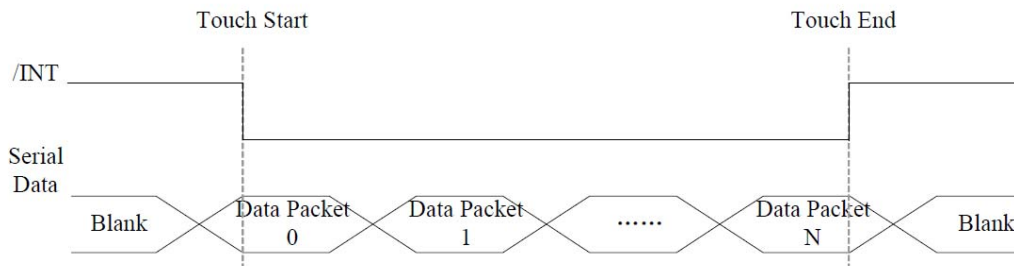 Touch Start
Touch End
/INT
Serial
Data
Blank
Data Packet
0
Data Packet
1
......
Data Packet
N
Blank